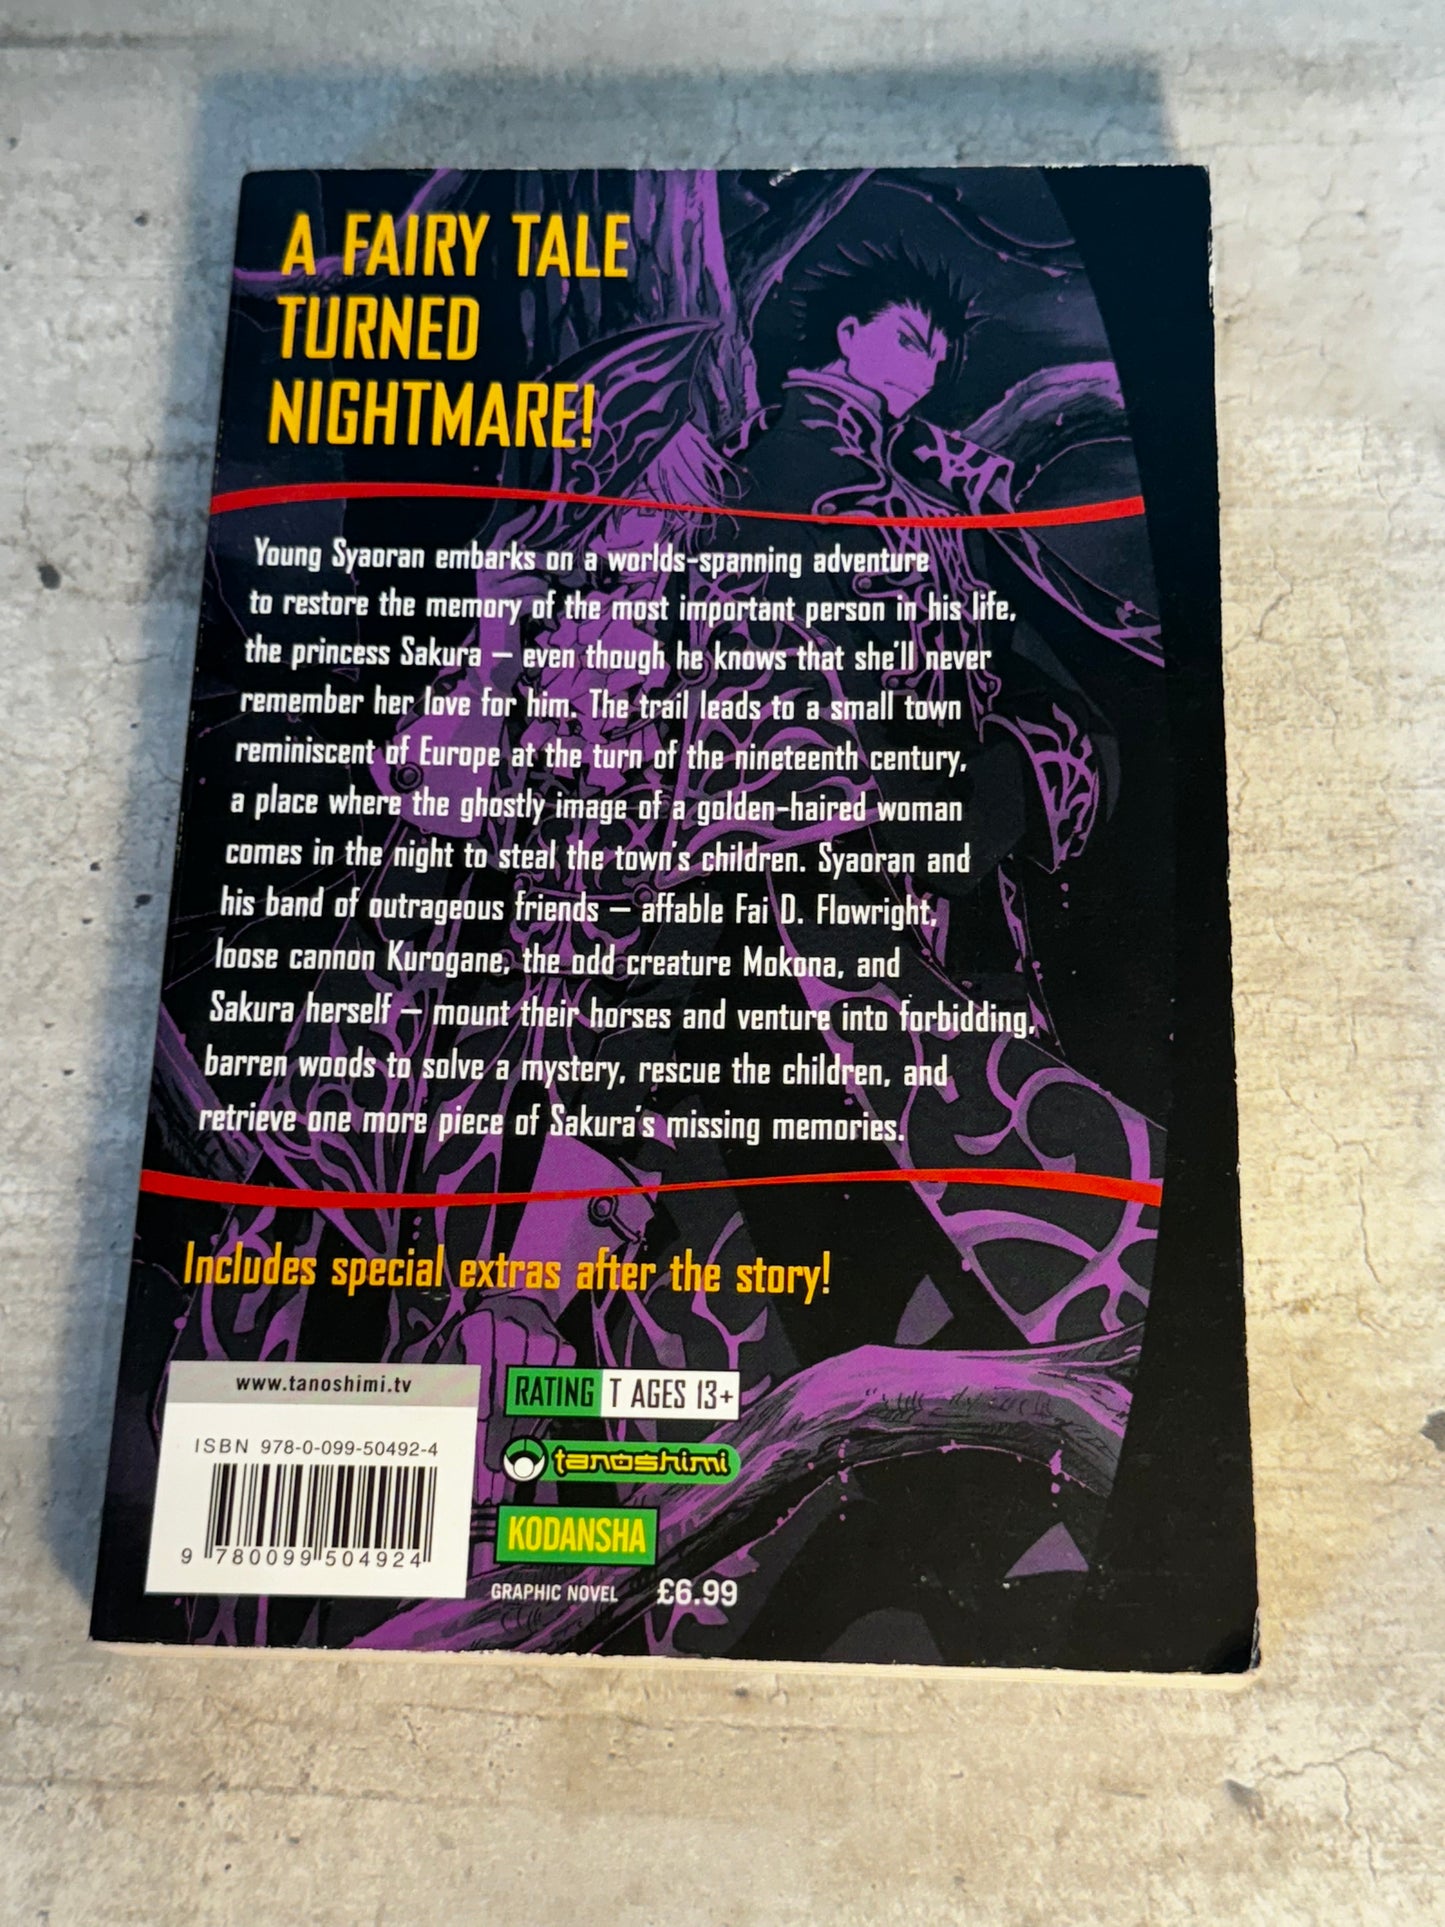 A FAIRY TALE
TURNED
NIGHTMARE!
Young Syaoran embarks on a worlds-spanning adventure
to restore the memory of the most important person in his life,
the princess Sakura – even though he knows that she'll never
remember her love for him. The trail leads to a small town
reminiscent of Europe at the turn of the nineteenth century,
a place where the ghostly image of a golden-haired woman
comes in the night to steal the town's children. Syaoran and
his band of outrageous friends – affable Fai D. Flowright,
loose cannon Kurogane, the odd creature Mokona, and
Sakura herself – mount their horses and venture into forbidding,
barren woods to solve a mystery, rescue the children, and
retrieve one more piece of Sakura's missing memories.
Includes special extras after the story!
www.tanoshimi.tv
ISBN 978-0-099-50492-4
9 780099 504924
RATING T AGES 13+
tanoshimi
KODANSHA
GRAPHIC NOVEL £6.99